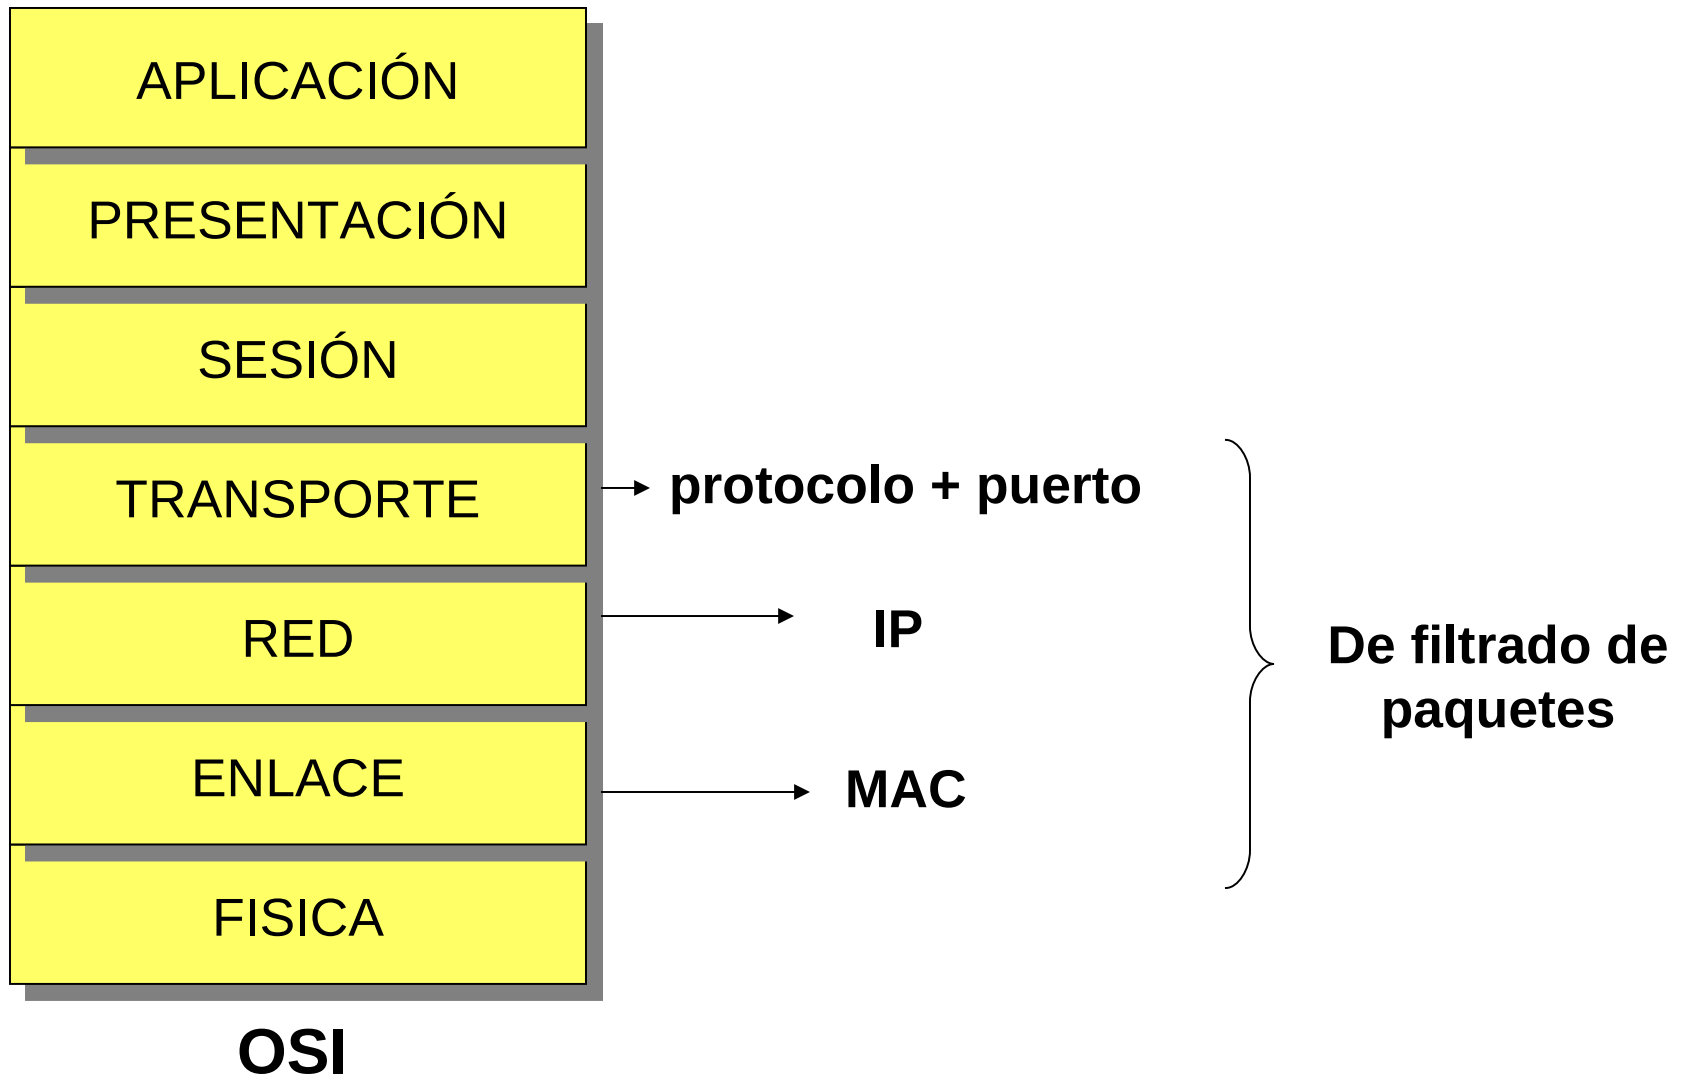 APLICACIÓN
PRESENTACIÓN
SESIÓN
TRANSPORTE
protocolo + puerto
RED
IP
De filtrado de
paquetes
ENLACE
MAC
FISICA
OSI